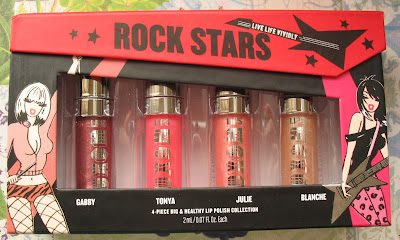 LIVE LIFE VIVIDLY
ROCK STARS
GABBY
TONYA
JULIE
BLANCHE
4-PIECE BIG & HEALTHY LIP POLISH COLLECTION
2mL/0.07 FL. Oz. Each